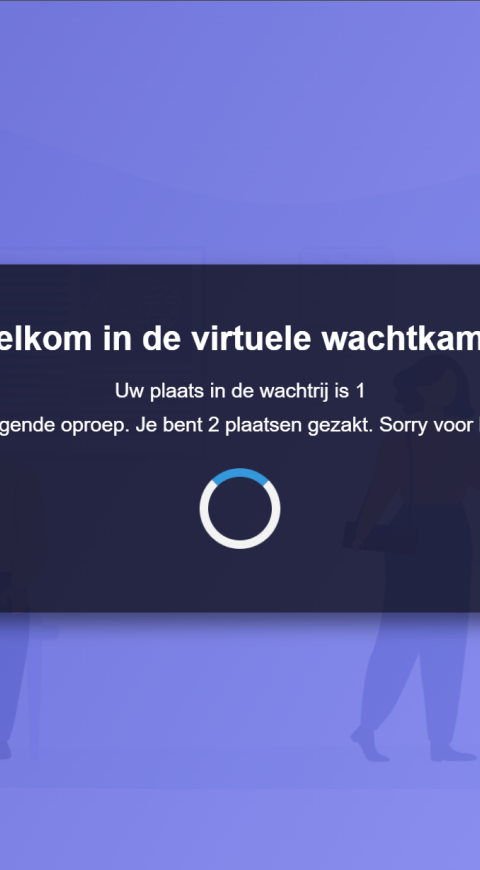 elkom in de virtuele wachtkam
Uw plaats in de wachtrij is 1
gende oproep. Je bent 2 plaatsen gezakt. Sorry voor